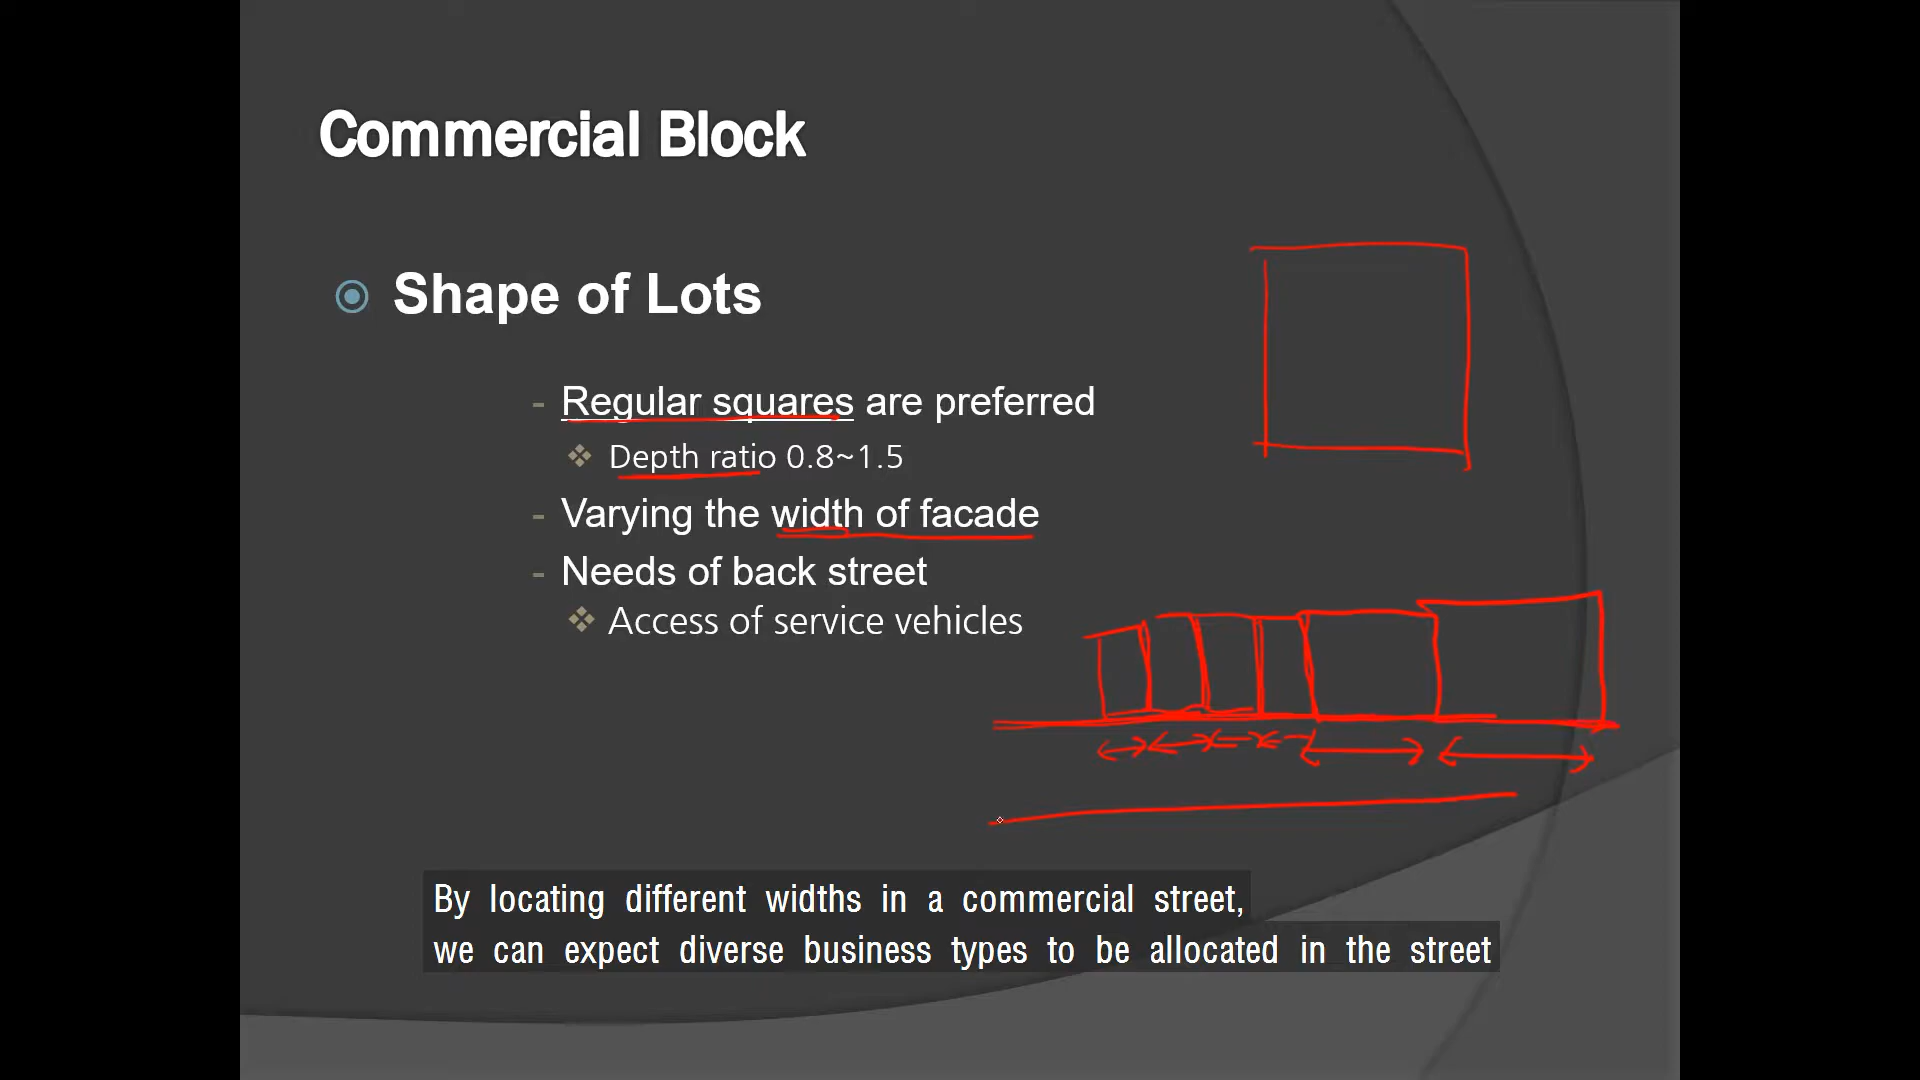 Commercial Block
Shape of Lots
- Regular squares are preferred
Depth ratio 0.8~1.5
- Varying the width of facade
- Needs of back street
Access of service vehicles
By locating different widths in a commercial street,
we can expect diverse business types to be allocated in the street